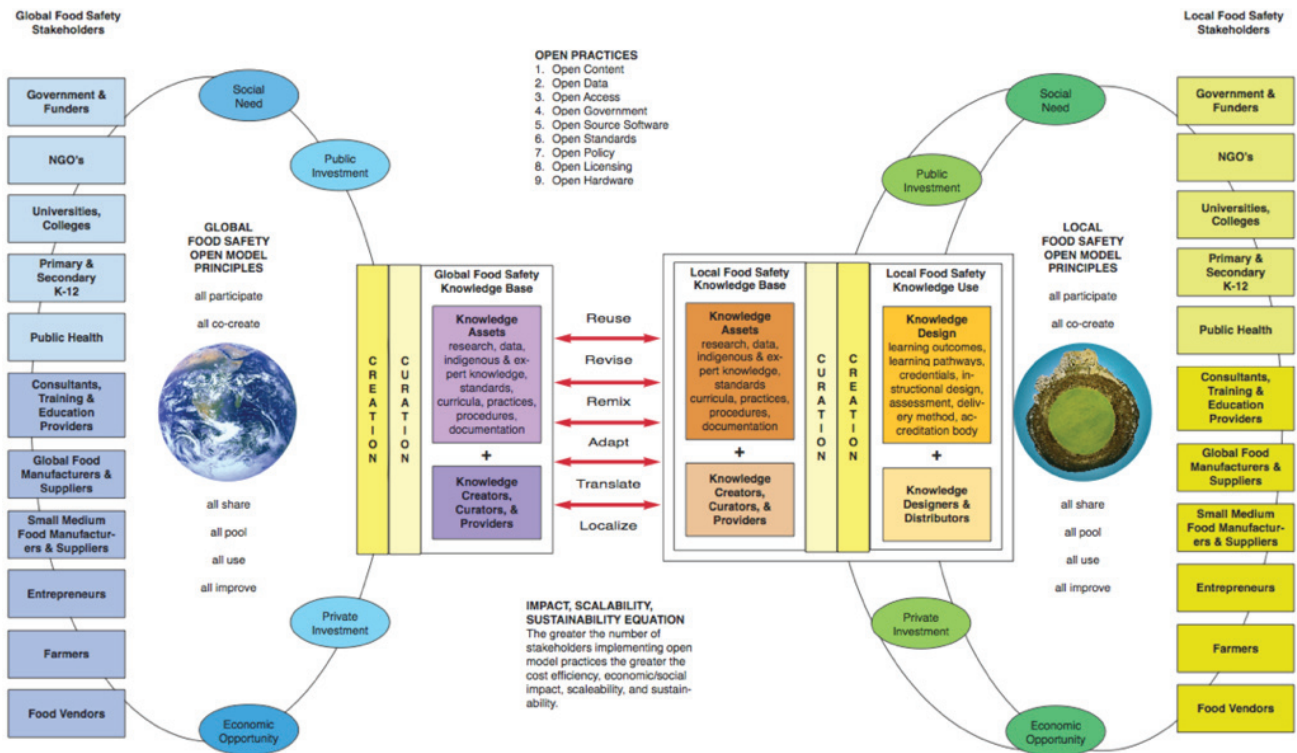 Global Food Safety
Stakeholders
Government &
Funders
NGO's
Universities,
Colleges
Primary &
Secondary
K-12
Public Health
Consultants,
Training &
Education
Providers
Global Food
Manufacturers &
Suppliers
Small Medium
Food Manufactur-
ers & Suppliers
Entrepreneurs
Farmers
Food Vendors
Social
Need
Public
Investment
GLOBAL
FOOD SAFETY
OPEN MODEL
PRINCIPLES
all participate
all co-create
all share
all pool
all use
all improve
Private
Investment
Economic
Opportunity
OPEN PRACTICES
1. Open Content
2. Open Data
3. Open Access
4. Open Government
5. Open Source Software
6. Open Standards
7. Open Policy
8. Open Licensing
9. Open Hardware
CREATION
CURATION
Global Food Safety
Knowledge Base
Knowledge
Assets
research, data,
indigenous & ex-
pert knowledge,
standards,
curricula, practices,
procedures,
documentation
+
Knowledge
Creators,
Curators, &
Providers
Reuse
Revise
Remix
Adapt
Translate
Localize
Local Food Safety
Knowledge Base
Knowledge
Assets
research, data,
indigenous & ex-
pert knowledge,
standards
curricula, practices,
procedures,
documentation
+
Knowledge
Creators,
Curators, &
Providers
CURATION
CREATION
Local Food Safety
Knowledge Use
Knowledge
Design
learning outcomes,
learning pathways,
credentials, in-
structional design,
assessment, deliv-
ery method, ac-
creditation body
+
Knowledge
Designers &
Distributors
IMPACT, SCALABILITY,
SUSTAINABILITY EQUATION
The greater the number of
stakeholders implementing open
model practices the greater the
cost efficiency, economic/social
impact, scaleability, and sustain-
ability.
Social
Need
Public
Investment
LOCAL
FOOD SAFETY
OPEN MODEL
PRINCIPLES
all participate
all co-create
all share
all pool
all use
all improve
Private
Investment
Economic
Opportunity
Local Food Safety
Stakeholders
Government &
Funders
NGO's
Universities,
Colleges
Primary &
Secondary
K-12
Public Health
Consultants,
Training &
Education
Providers
Global Food
Manufacturers &
Suppliers
Small Medium
Food Manufactur-
ers & Suppliers
Entrepreneurs
Farmers
Food Vendors